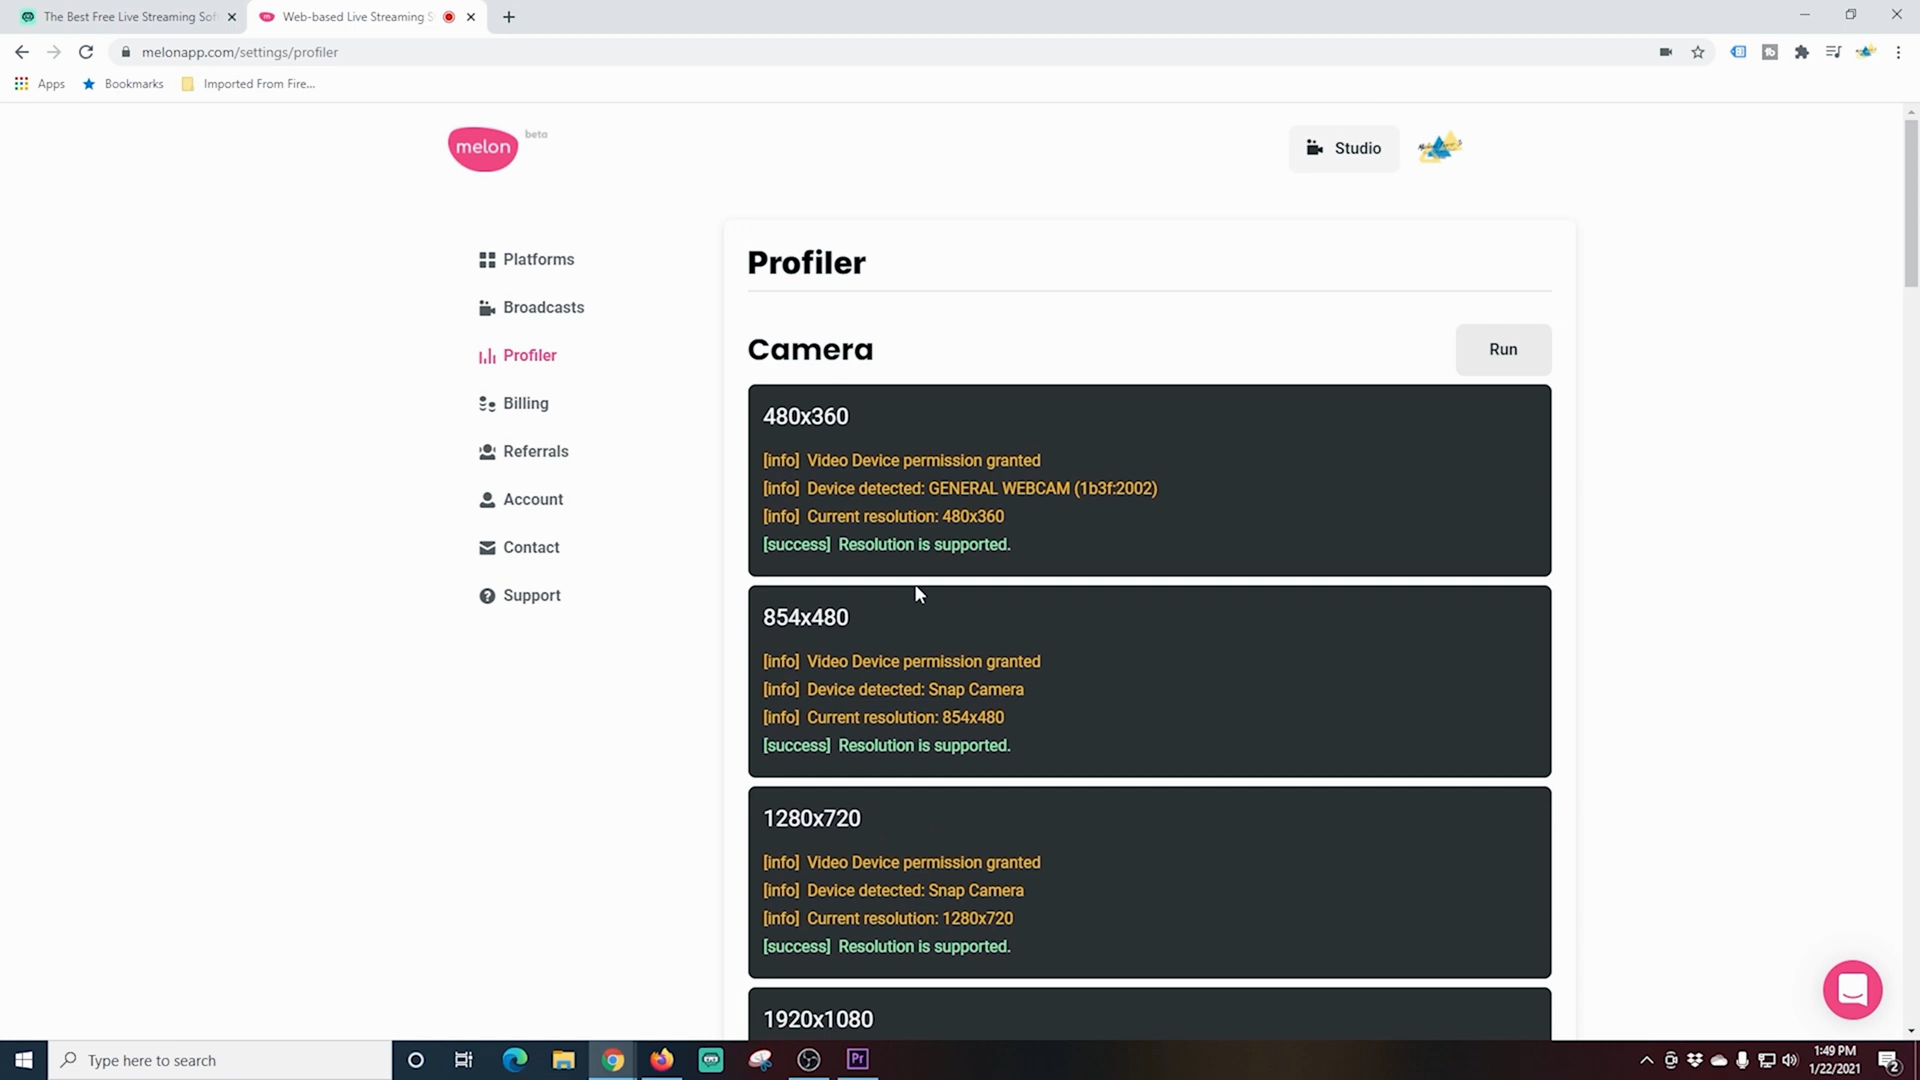 The Best Free Live Streaming Sof
Web-based Live Streaming S
melonapp.com/settings/profiler
Apps
Bookmarks
Imported From Fire...
melon
beta
Studio
Platforms
Broadcasts
Profiler
Billing
Referrals
Account
Contact
Support
Profiler
Camera
Run
480x360
[info] Video Device permission granted
[info] Device detected: GENERAL WEBCAM (1b3f:2002)
[info] Current resolution: 480x360
[success] Resolution is supported.
854x480
[info] Video Device permission granted
[info] Device detected: Snap Camera
[info] Current resolution: 854x480
[success] Resolution is supported.
1280x720
[info] Video Device permission granted
[info] Device detected: Snap Camera
[info] Current resolution: 1280x720
[success] Resolution is supported.
1920x1080
Type here to search
Pr
1:49 PM
1/22/2021
2